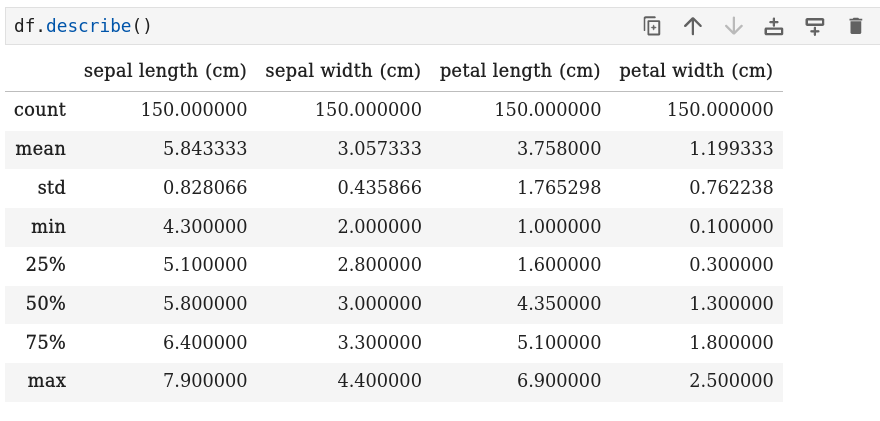 df.describe()
sepal length (cm) sepal width (cm) petal length (cm) petal width (cm)
count 150.000000 150.000000 150.000000 150.000000
mean 5.843333 3.057333 3.758000 1.199333
std 0.828066 0.435866 1.765298 0.762238
min 4.300000 2.000000 1.000000 0.100000
25% 5.100000 2.800000 1.600000 0.300000
50% 5.800000 3.000000 4.350000 1.300000
75% 6.400000 3.300000 5.100000 1.800000
max 7.900000 4.400000 6.900000 2.500000